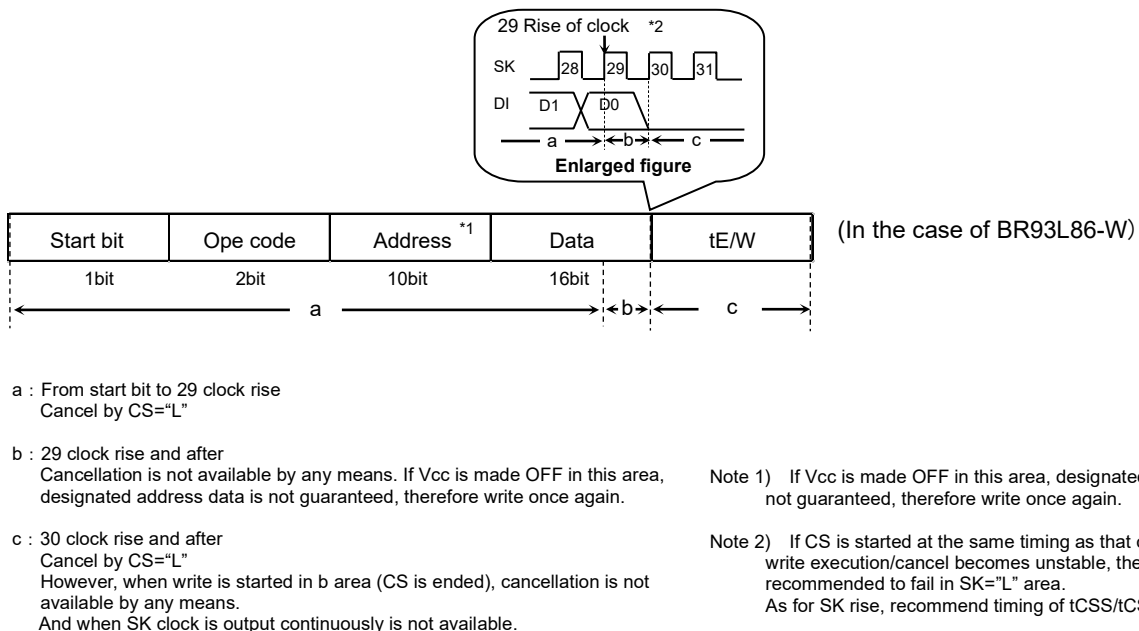 29 Rise of clock *2
SK 28 29 30 31
DI D1 D0
a b c
Enlarged figure
Start bit Ope code Address *1 Data tE/W (In the case of BR93L86-W)
1bit 2bit 10bit 16bit
a b c
a : From start bit to 29 clock rise
Cancel by CS=“L”
b : 29 clock rise and after
Cancellation is not available by any means. If Vcc is made OFF in this area,
designated address data is not guaranteed, therefore write once again.
c : 30 clock rise and after
Cancel by CS=“L”
However, when write is started in b area (CS is ended), cancellation is not
available by any means.
And when SK clock is output continuously is not available.
Note 1) If Vcc is made OFF in this area, designated
not guaranteed, therefore write once again.
Note 2) If CS is started at the same timing as that
write execution/cancel becomes unstable,
recommended to fail in SK=”L” area.
As for SK rise, recommend timing of